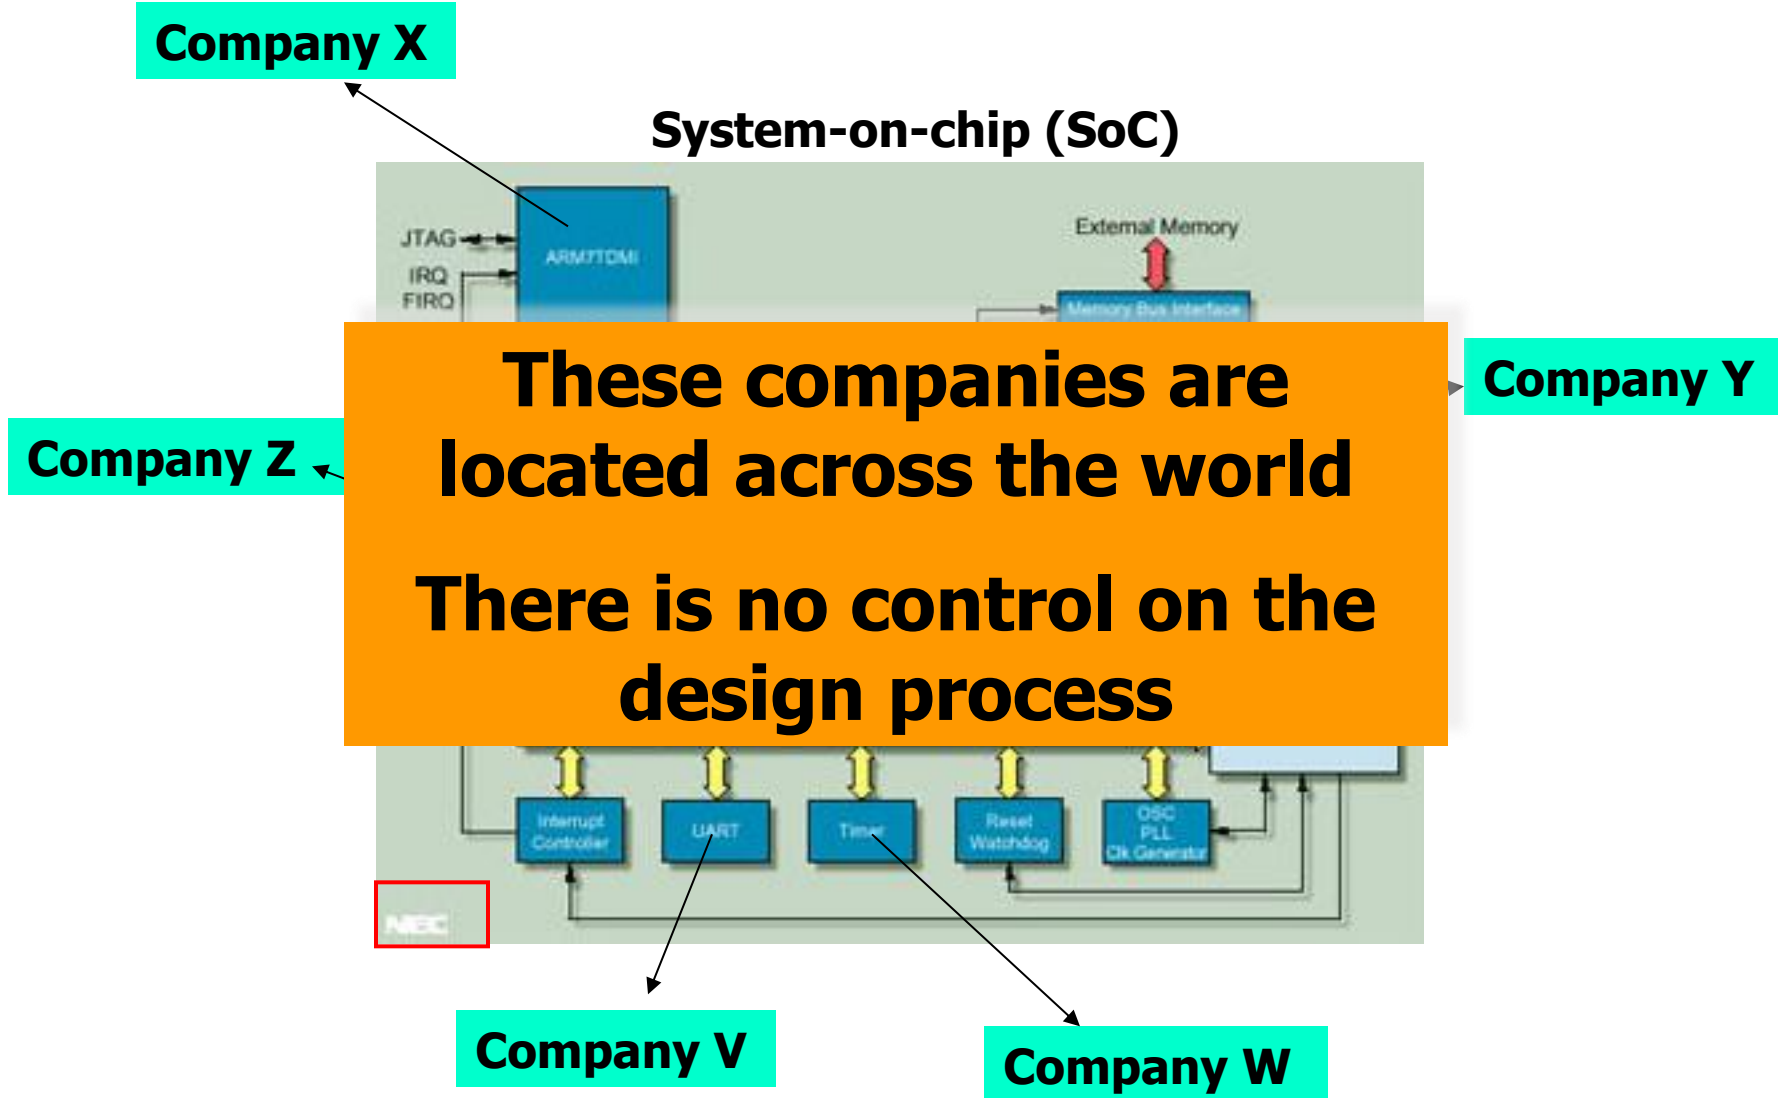 Company X
System-on-chip (SoC)
JTAG
ARM7TDMI
External Memory
IRQ
FIRQ
Memory Bus Interface
These companies are
located across the world
There is no control on the
design process
Company Y
Company Z
Interrupt
Controller
UART
Timer
Reset
Watchdog
OSC
PLL
Clk Generator
NEC
Company V
Company W